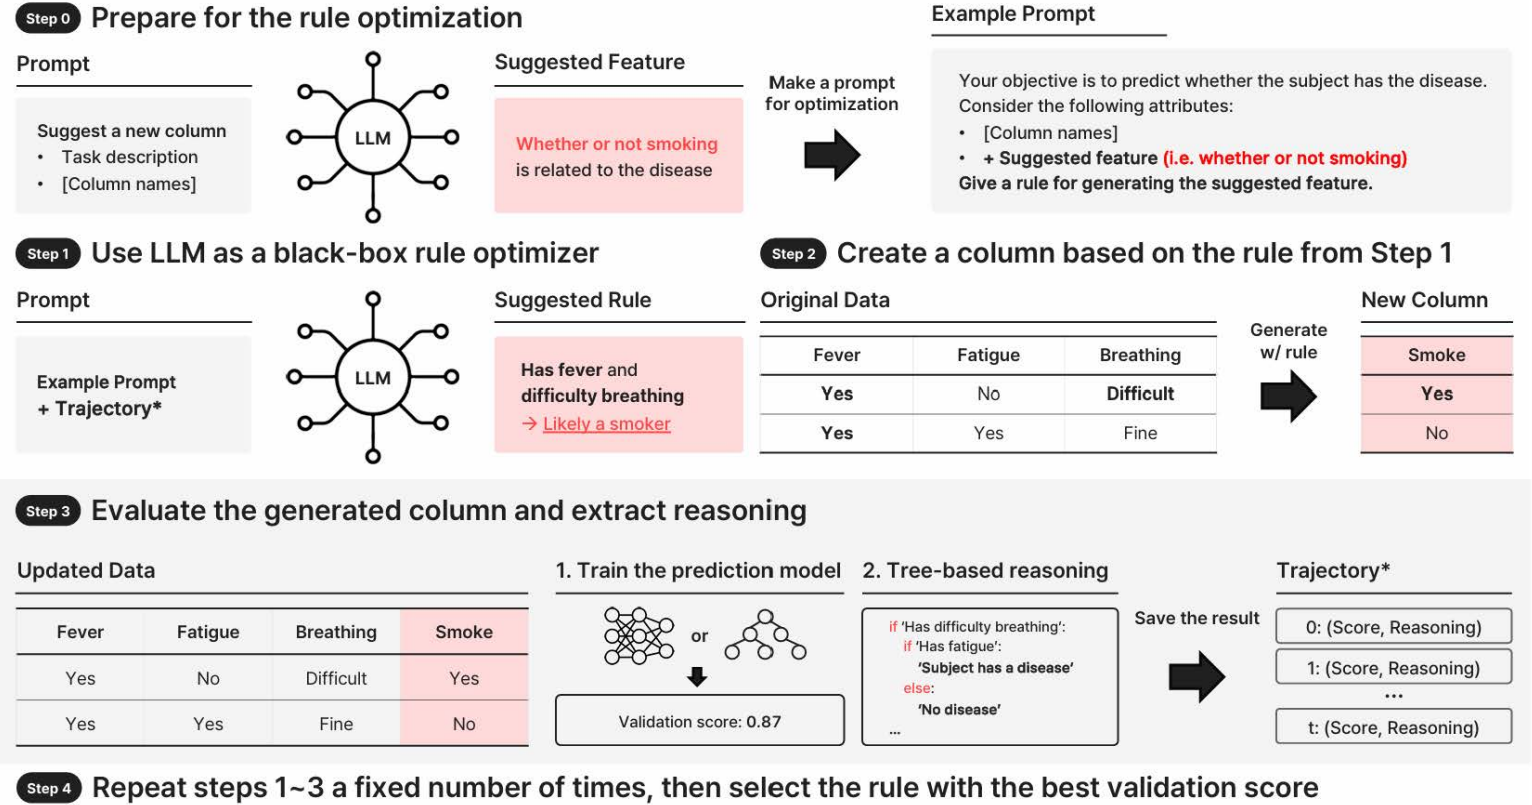 Step 0 Prepare for the rule optimization
Prompt
Suggest a new column
• Task description
• [Column names]
LLM
Suggested Feature
Whether or not smoking
is related to the disease
Make a prompt
for optimization
Example Prompt
Your objective is to predict whether the subject has the disease.
Consider the following attributes:
• [Column names]
• + Suggested feature (i.e. whether or not smoking)
Give a rule for generating the suggested feature.
Step 1 Use LLM as a black-box rule optimizer
Prompt
Example Prompt
+ Trajectory*
LLM
Suggested Rule
Has fever and
difficulty breathing
→ Likely a smoker
Step 2 Create a column based on the rule from Step 1
Original Data
Fever Fatigue Breathing
Yes No Difficult
Yes Yes Fine
Generate
w/ rule
New Column
Smoke
Yes
No
Step 3 Evaluate the generated column and extract reasoning
Updated Data
Fever Fatigue Breathing Smoke
Yes No Difficult Yes
Yes Yes Fine No
1. Train the prediction model
or
Validation score: 0.87
2. Tree-based reasoning
if 'Has difficulty breathing':
if 'Has fatigue':
'Subject has a disease'
else:
'No disease'
...
Save the result
Trajectory*
0: (Score, Reasoning)
1: (Score, Reasoning)
...
t: (Score, Reasoning)
Step 4 Repeat steps 1~3 a fixed number of times, then select the rule with the best validation score